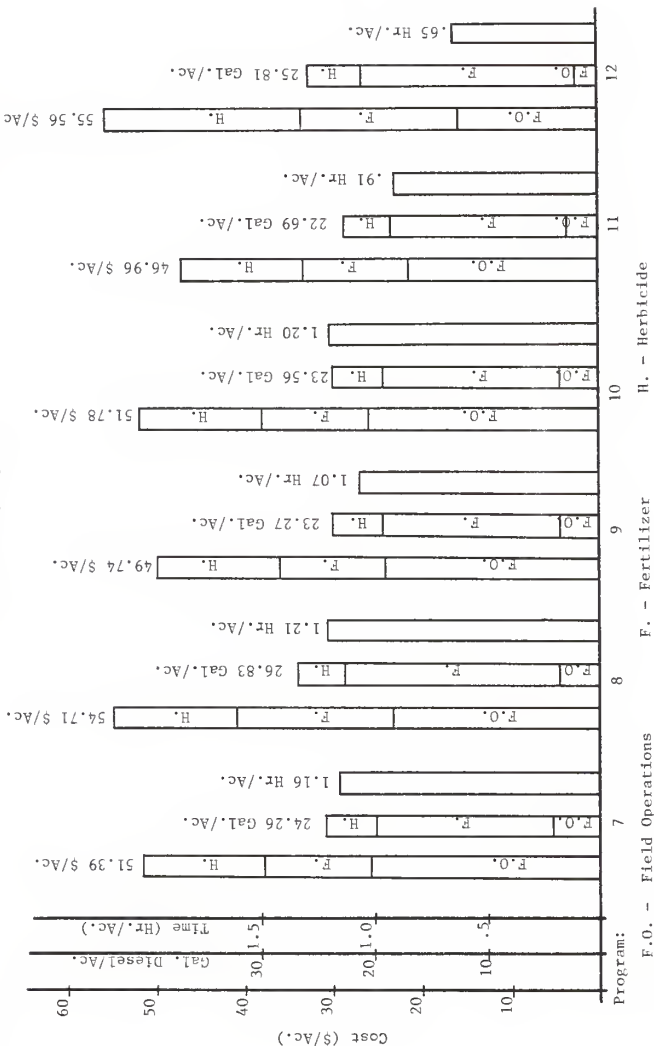 Cost ($/Ac.)
60
50
40
30
20
10
Gal. Diesel/Ac.
30
20
10
Time (Hr./Ac.)
1.5
1.0
.5
51.39 $/Ac.
H.
F.
F.O.
24.26 Gal./Ac.
H.
F.
F.O.
1.16 Hr./Ac.
54.71 $/Ac.
H.
F.
F.O.
26.83 Gal./Ac.
H.
F.
F.O.
1.21 Hr./Ac.
49.74 $/Ac.
H.
F.
F.O.
23.27 Gal./Ac.
H.
F.
F.O.
1.07 Hr./Ac.
51.78 $/Ac.
H.
F.
F.O.
23.56 Gal./Ac.
H.
F.
F.O.
1.20 Hr./Ac.
46.96 $/Ac.
H.
F.
F.O.
22.69 Gal./Ac.
H.
F.
F.O.
.91 Hr./Ac.
55.56 $/Ac
H.
F.
F.O.
25.81 Gal./Ac.
H.
F.
F.O.
.65 Hr./Ac.
Program: 7 8 9 10 11 12
F.O. - Field Operations F. - Fertilizer H. - Herbicide